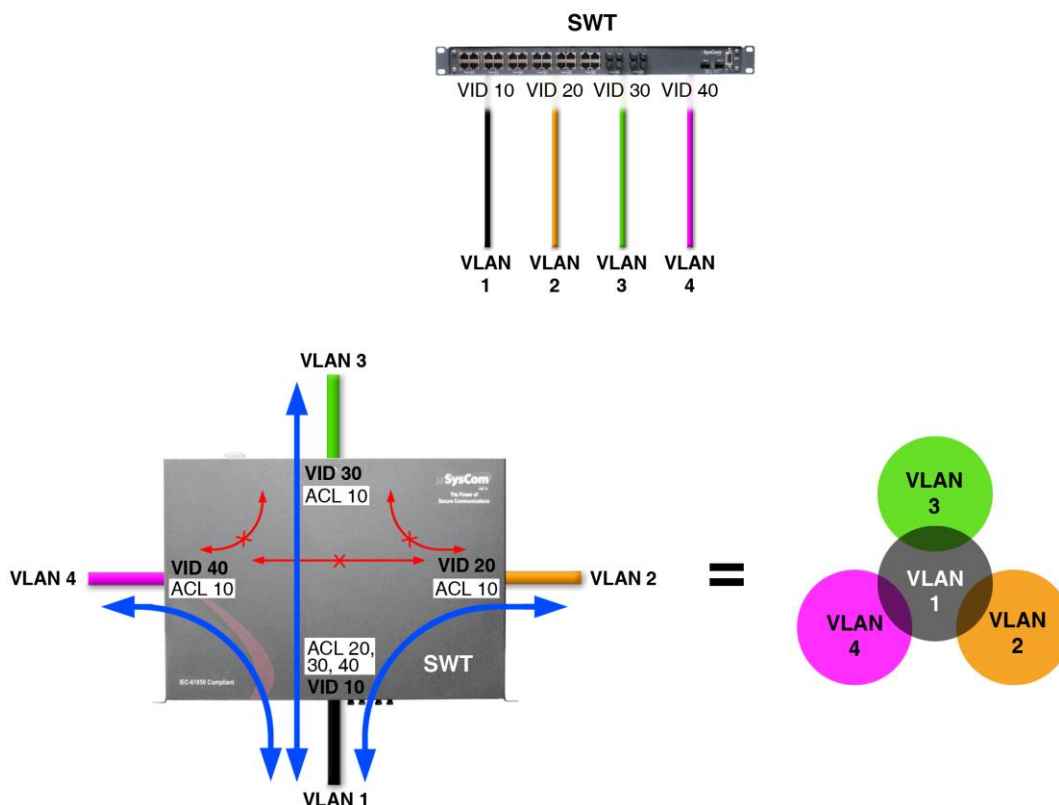 SWT
SysCom
VID 10 VID 20 VID 30 VID 40
VLAN 1
VLAN 2
VLAN 3
VLAN 4
VLAN 3
VID 30
ACL 10
SysCom
The Power of
Secure Communications
VID 40
ACL 10
VLAN 4
VID 20
ACL 10
VLAN 2
ACL 20,
30, 40
VID 10
SWT
IEC-61850 Compliant
VLAN 1
=
VLAN
3
VLAN
1
VLAN
4
VLAN
2